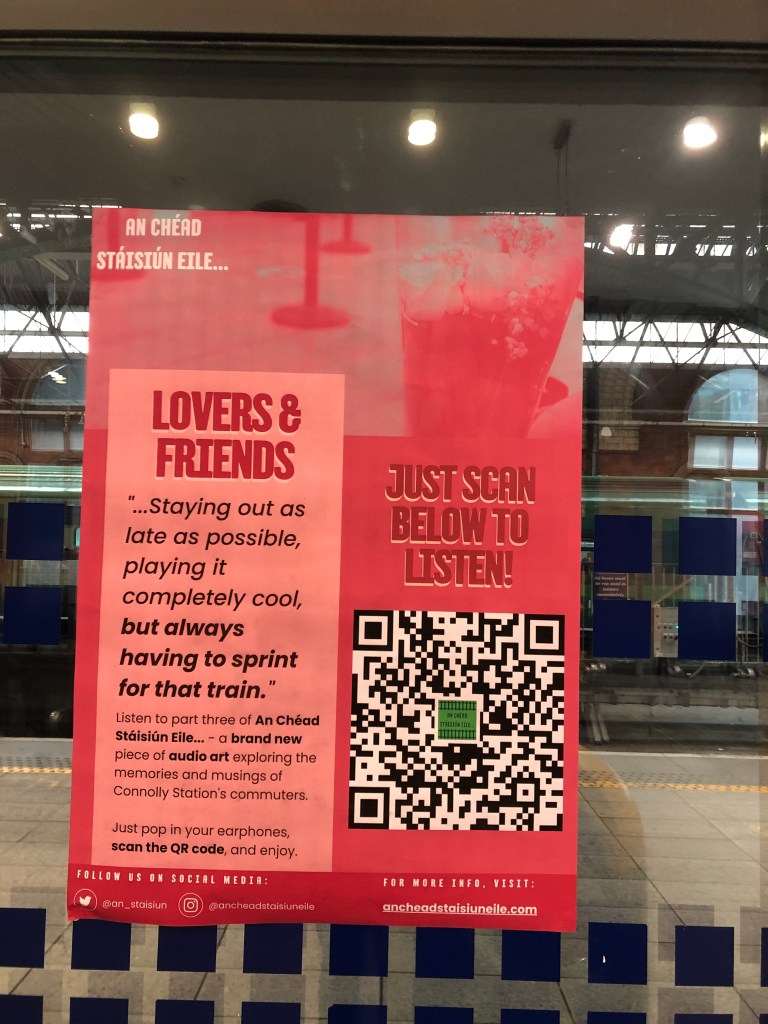 AN CHÉAD
STÁISIÚN EILE...
LOVERS &
FRIENDS
"...Staying out as
late as possible,
playing it
completely cool,
but always
having to sprint
for that train."
Listen to part three of An Chéad
Stáisiún Eile... - a brand new
piece of audio art exploring the
memories and musings of
Connolly Station's commuters.
Just pop in your earphones,
scan the QR code, and enjoy.
JUST SCAN
BELOW TO
LISTEN!
AN CHÉAD
STÁISIÚN EILE...
FOLLOW US ON SOCIAL MEDIA:
@an_staisiun
@ancheadstaisiuneile
FOR MORE INFO, VISIT:
ancheadstaisiuneile.com